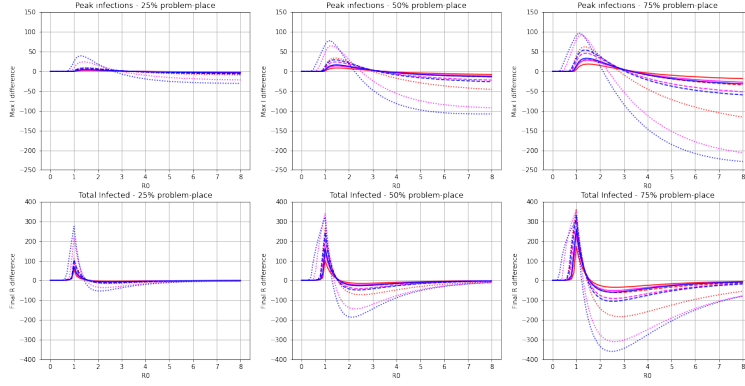 Peak infections - 25% problem-place
Peak infections - 50% problem-place
Peak infections - 75% problem-place
150
100
50
0
−50
−100
−150
−200
−250
Max I difference
0 1 2 3 4 5 6 7 8
R0
150
100
50
0
−50
−100
−150
−200
−250
Max I difference
0 1 2 3 4 5 6 7 8
R0
150
100
50
0
−50
−100
−150
−200
−250
Max I difference
0 1 2 3 4 5 6 7 8
R0
Total Infected - 25% problem-place
Total Infected - 50% problem-place
Total Infected - 75% problem-place
400
300
200
100
0
−100
−200
−300
−400
Final R difference
0 1 2 3 4 5 6 7 8
R0
400
300
200
100
0
−100
−200
−300
−400
Final R difference
0 1 2 3 4 5 6 7 8
R0
400
300
200
100
0
−100
−200
−300
−400
Final R difference
0 1 2 3 4 5 6 7 8
R0